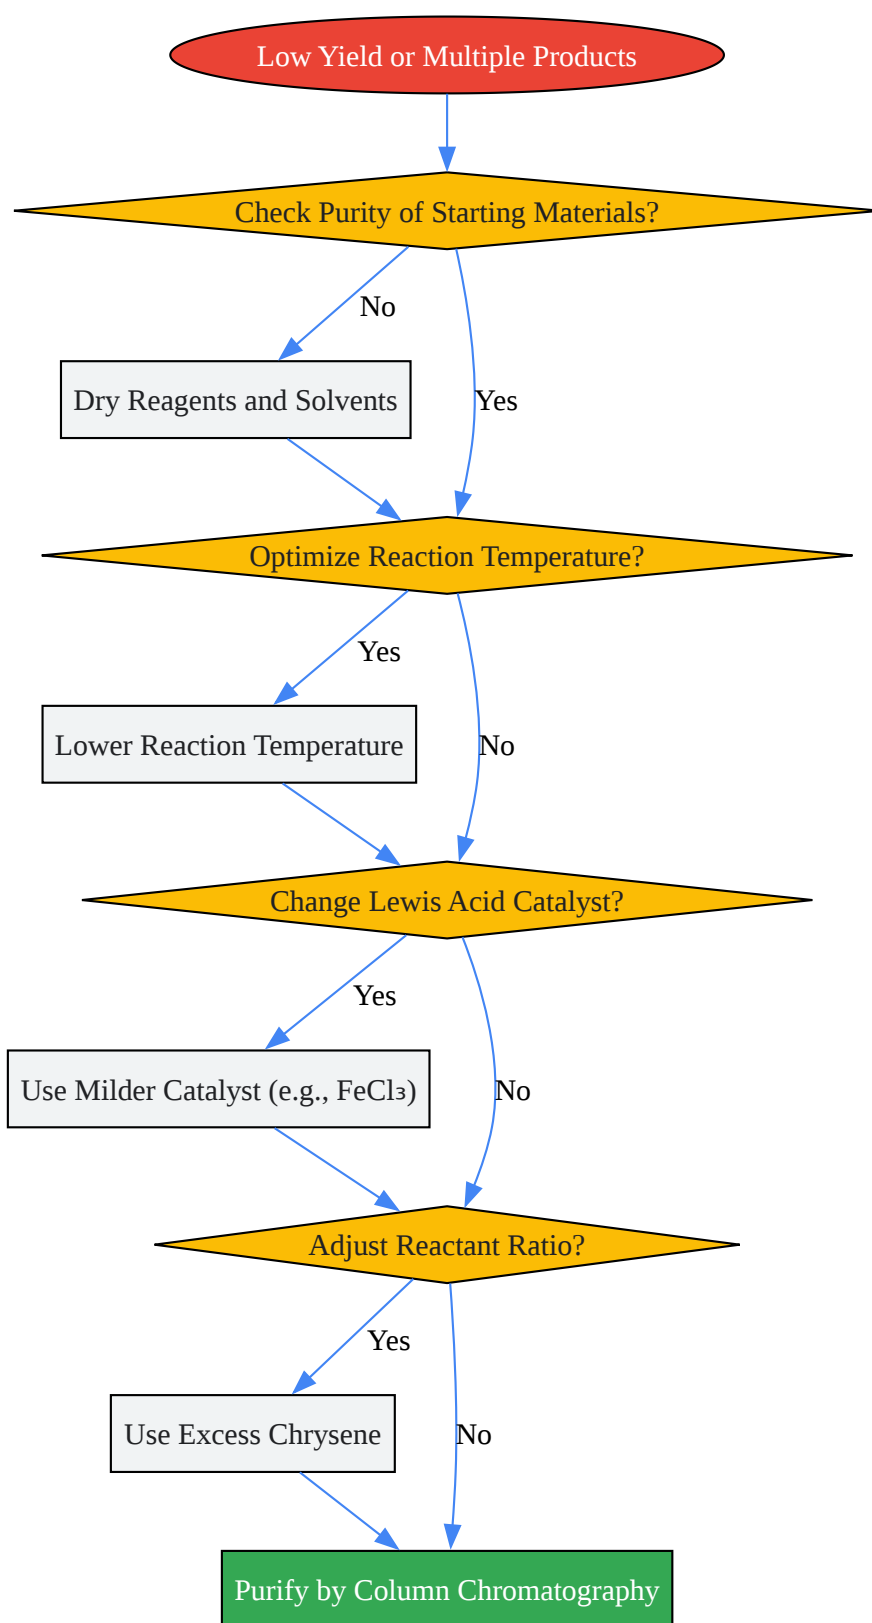 Low Yield or Multiple Products
Check Purity of Starting Materials?
No
Dry Reagents and Solvents
Yes
Optimize Reaction Temperature?
Yes
Lower Reaction Temperature
No
Change Lewis Acid Catalyst?
Yes
Use Milder Catalyst (e.g., FeCl₃)
No
Adjust Reactant Ratio?
Yes
Use Excess Chrysene
No
Purify by Column Chromatography